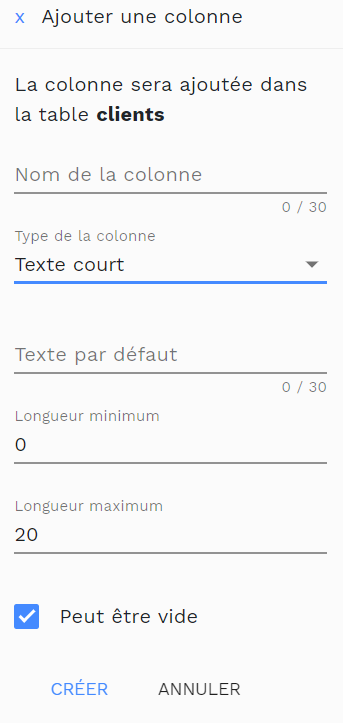 x Ajouter une colonne
La colonne sera ajoutée dans
la table clients
Nom de la colonne
0 / 30
Type de la colonne
Texte court
Texte par défaut
0 / 30
Longueur minimum
0
Longueur maximum
20
Peut être vide
CRÉER ANNULER